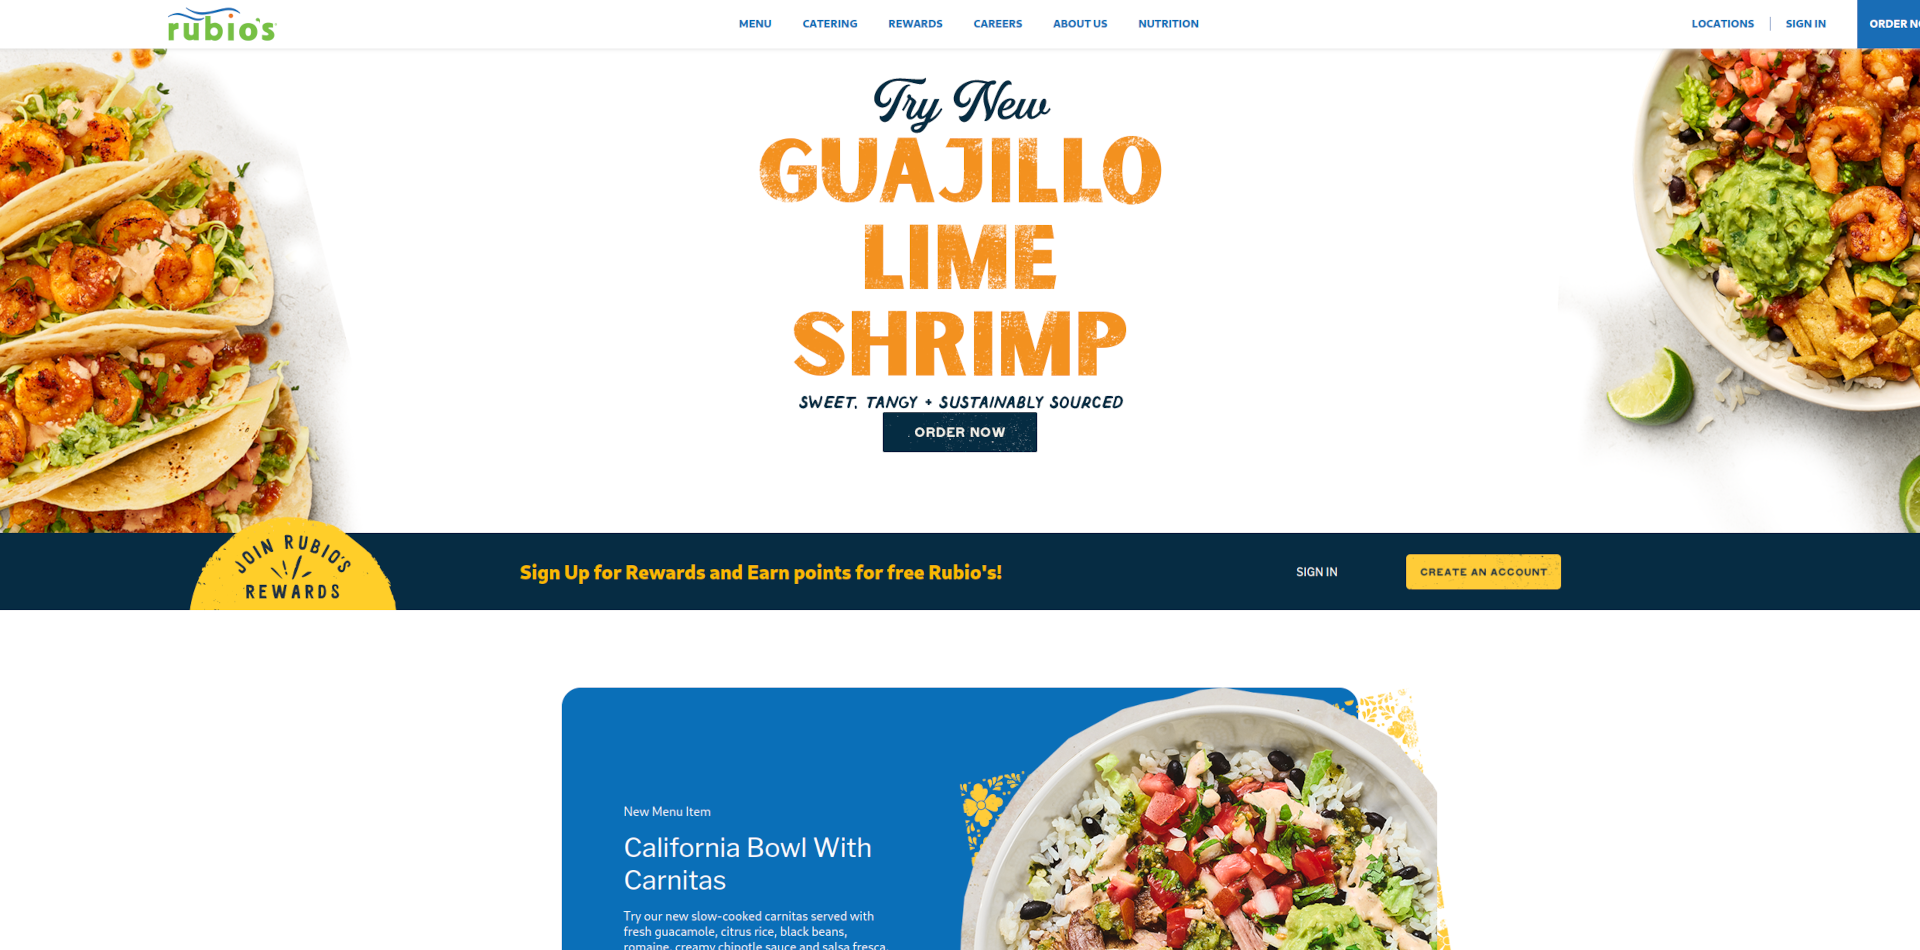 rubio's
MENU
CATERING
REWARDS
CAREERS
ABOUT US
NUTRITION
LOCATIONS
SIGN IN
ORDER
Try New
GUAJILLO
LIME
SHRIMP
SWEET, TANGY + SUSTAINABLY SOURCED
ORDER NOW
JOIN RUBIO'S
REWARDS
Sign Up for Rewards and Earn points for free Rubio's!
SIGN IN
CREATE AN ACCOUNT
New Menu Item
California Bowl With
Carnitas
Try our new slow-cooked carnitas served with
fresh guacamole, citrus rice, black beans,
romaine, creamy chipotle sauce and salsa fresca.